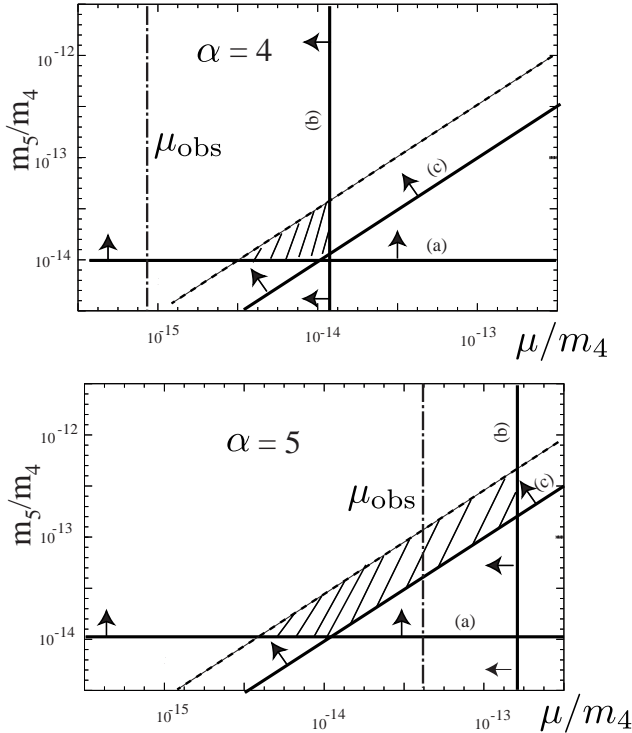 10⁻¹²
α = 4
(b)
m₅/m₄
μobs
10⁻¹³
(c)
(a)
10⁻¹⁴
10⁻¹⁵
10⁻¹⁴
10⁻¹³
μ/m₄
10⁻¹²
α = 5
(b)
m₅/m₄
μobs
(c)
10⁻¹³
(a)
10⁻¹⁴
10⁻¹⁵
10⁻¹⁴
10⁻¹³
μ/m₄